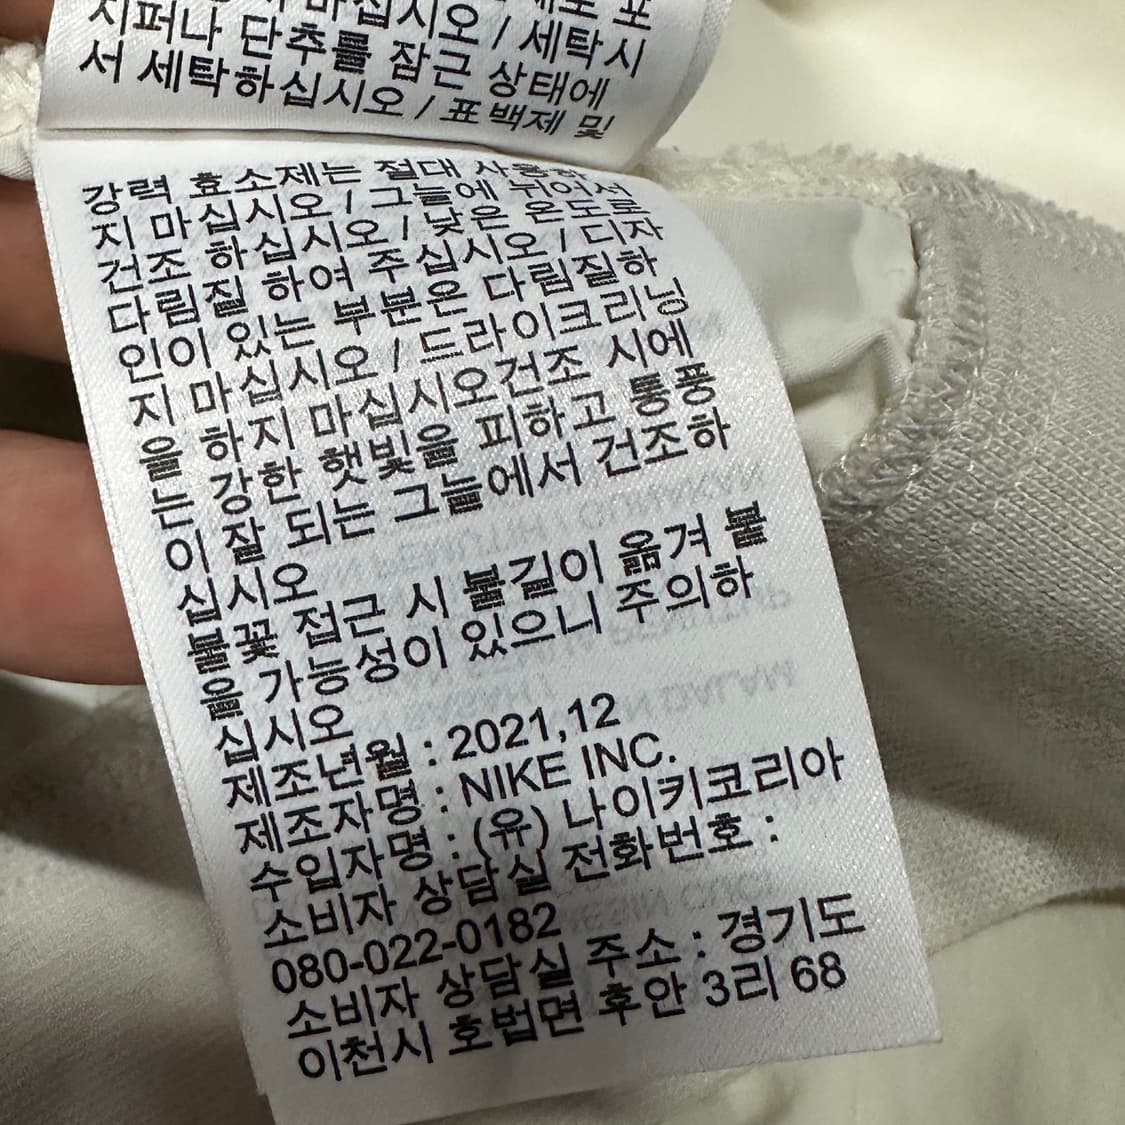 마십시오 / 세탁시
지퍼나 단추를 잠근 상태에
서 세탁하십시오 / 표백제 및
강력 효소제는 절대 사용하
지 마십시오 / 그늘에 뉘어서
건조 하십시오 / 낮은 온도로
다림질 하여 주십시오 / 디자
인이 있는 부분은 다림질하
지 마십시오 / 드라이크리닝
을 하지 마십시오건조 시에
는 강한 햇빛을 피하고 통풍
이 잘 되는 그늘에서 건조하
십시오
불꽃 접근 시 불길이 옮겨 붙
을 가능성이 있으니 주의하
십시오
제조년월 : 2021,12
제조자명 : NIKE INC.
수입자명 : (유) 나이키코리아
소비자 상담실 전화번호 :
080-022-0182
소비자 상담실 주소 : 경기도
이천시 호법면 후안 3리 68